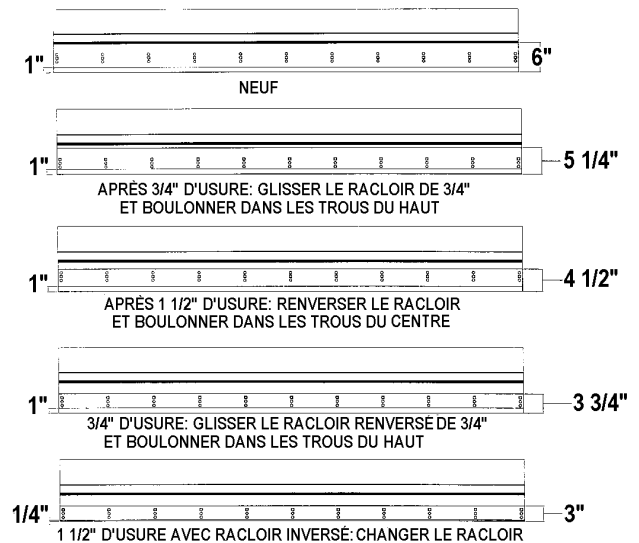 1" 6"
NEUF
1" 5 1/4"
APRÈS 3/4" D'USURE: GLISSER LE RACLOIR DE 3/4"
ET BOULONNER DANS LES TROUS DU HAUT
1" 4 1/2"
APRÈS 1 1/2" D'USURE: RENVERSER LE RACLOIR
ET BOULONNER DANS LES TROUS DU CENTRE
1" 3 3/4"
3/4" D'USURE: GLISSER LE RACLOIR RENVERSÉ DE 3/4"
ET BOULONNER DANS LES TROUS DU HAUT
1/4" 3"
1 1/2" D'USURE AVEC RACLOIR INVERSÉ: CHANGER LE RACLOIR